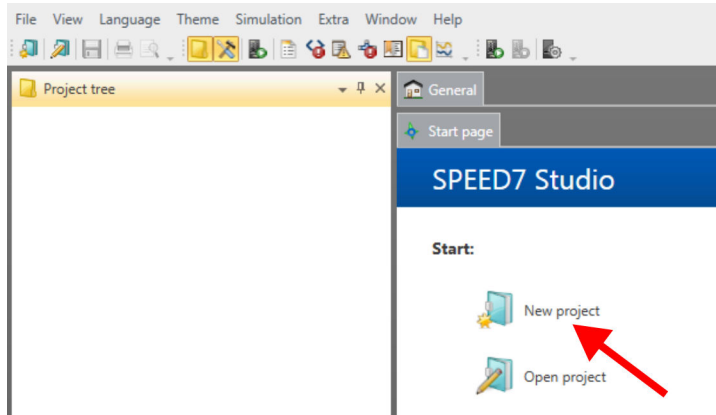 File View Language Theme Simulation Extra Window Help
Project tree
General
Start page
SPEED7 Studio
Start:
New project
Open project